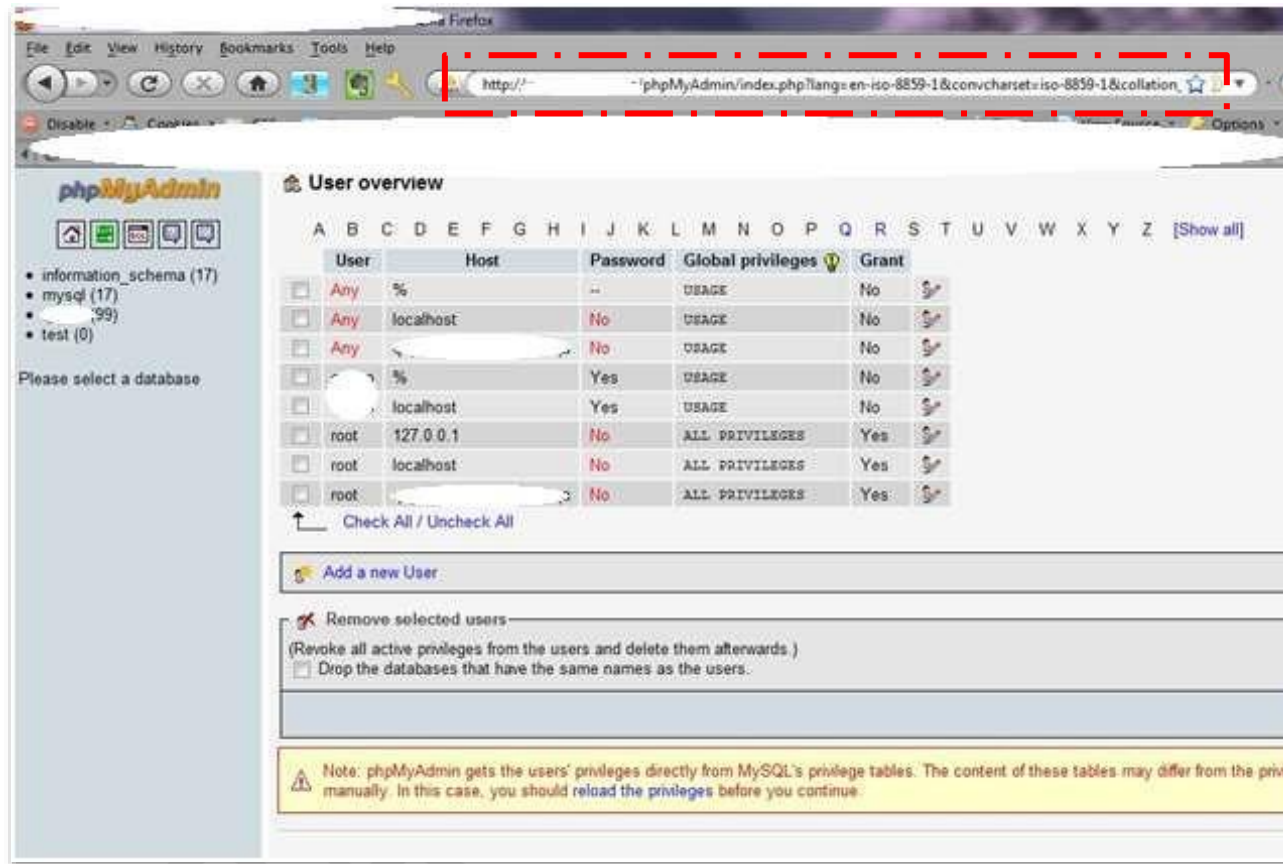 Firefox
File Edit View History Bookmarks Tools Help
http:// /phpMyAdmin/index.php?lang=en-iso-8859-1&convcharset=iso-8859-1&collation_
Disable Cookies View Source Options
phpMyAdmin
User overview
A B C D E F G H I J K L M N O P Q R S T U V W X Y Z [Show all]
User Host Password Global privileges Grant
Any % -- USAGE No
Any localhost No USAGE No
Any No USAGE No
% Yes USAGE No
localhost Yes USAGE No
root 127.0.0.1 No ALL PRIVILEGES Yes
root localhost No ALL PRIVILEGES Yes
root No ALL PRIVILEGES Yes
Check All / Uncheck All
information_schema (17)
mysql (17)
(99)
test (0)
Please select a database
Add a new User
Remove selected users
(Revoke all active privileges from the users and delete them afterwards.)
Drop the databases that have the same names as the users.
Note: phpMyAdmin gets the users' privileges directly from MySQL's privilege tables. The content of these tables may differ from the priv
manually. In this case, you should reload the privileges before you continue.